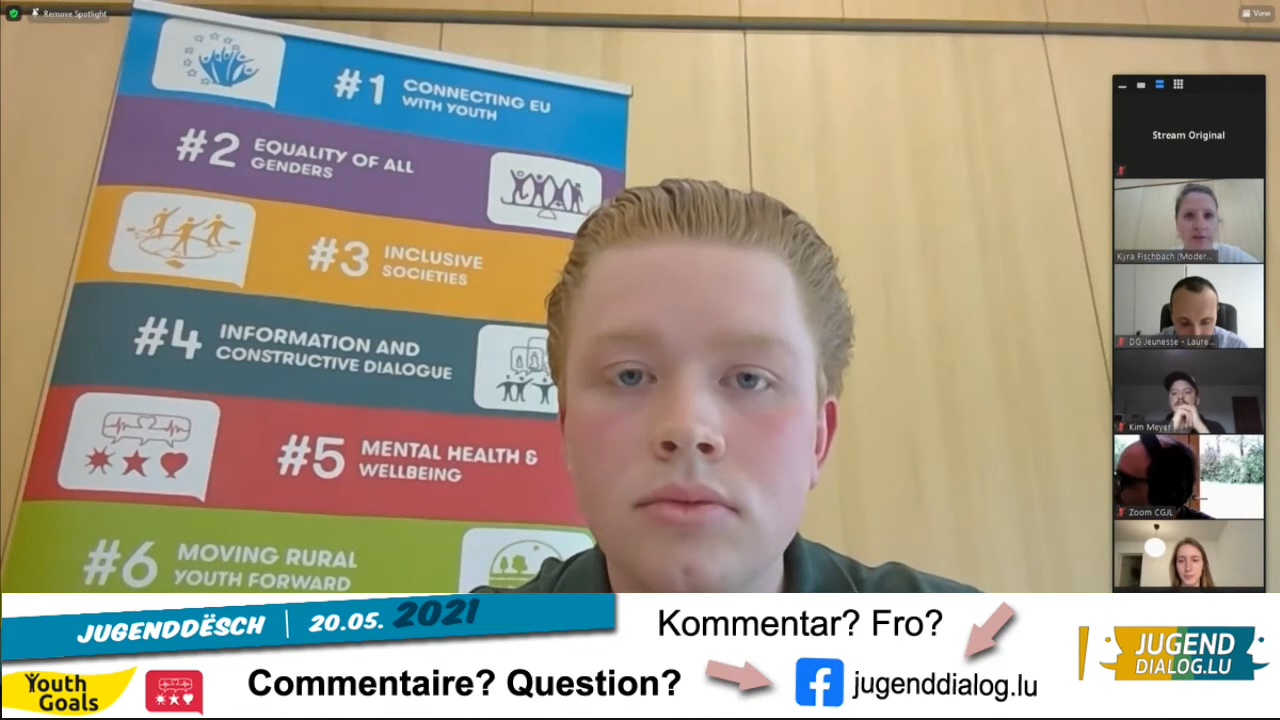 Remove Spotlight
View
#1 CONNECTING EU
WITH YOUTH
#2 EQUALITY OF ALL
GENDERS
#3 INCLUSIVE
SOCIETIES
#4 INFORMATION AND
CONSTRUCTIVE DIALOGUE
#5 MENTAL HEALTH &
WELLBEING
#6 MOVING RURAL
YOUTH FORWARD
Stream Original
Kyra Fischbach (Moder...
DG Jeunesse - Laure...
Kim Meyer
Zoom CGJL
JUGENDDËSCH | 20.05. 2021
Kommentar? Fro?
Youth
Goals
Commentaire? Question?
jugenddialog.lu
JUGEND
DIALOG.LU